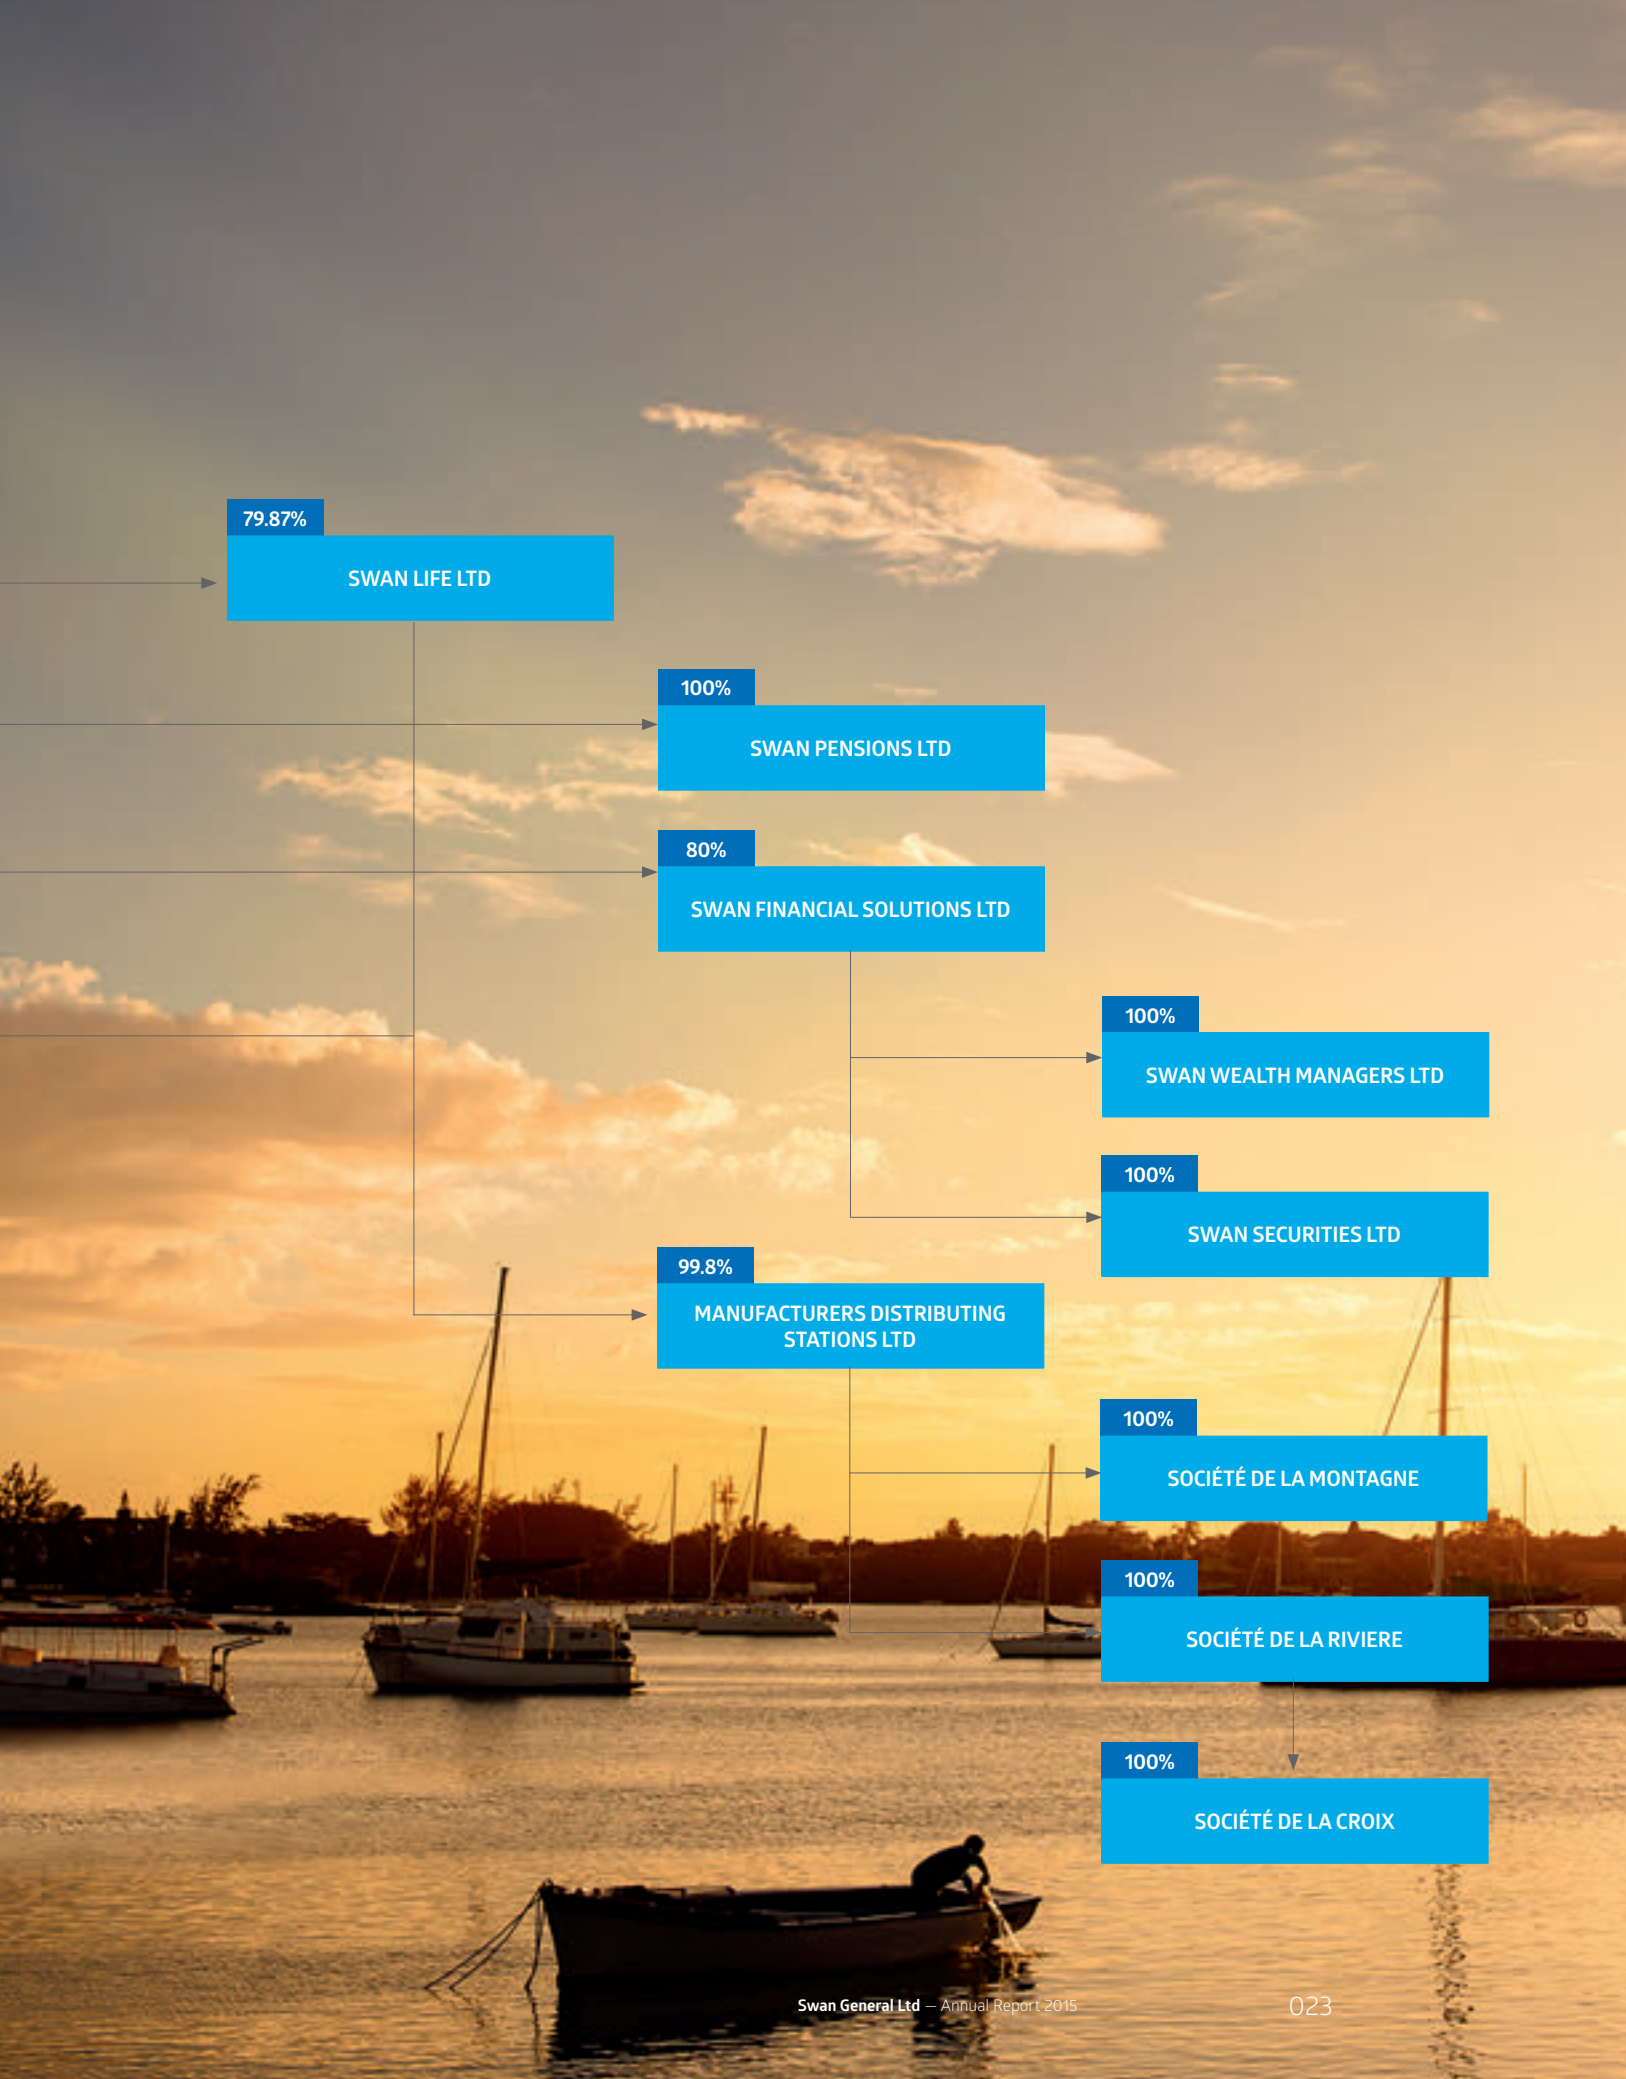 79.87%
SWAN LIFE LTD
100%
SWAN PENSIONS LTD
80%
SWAN FINANCIAL SOLUTIONS LTD
100%
SWAN WEALTH MANAGERS LTD
100%
SWAN SECURITIES LTD
99.8%
MANUFACTURERS DISTRIBUTING
STATIONS LTD
100%
SOCIÉTÉ DE LA MONTAGNE
100%
SOCIÉTÉ DE LA RIVIERE
100%
SOCIÉTÉ DE LA CROIX
Swan General Ltd — Annual Report 2015 023